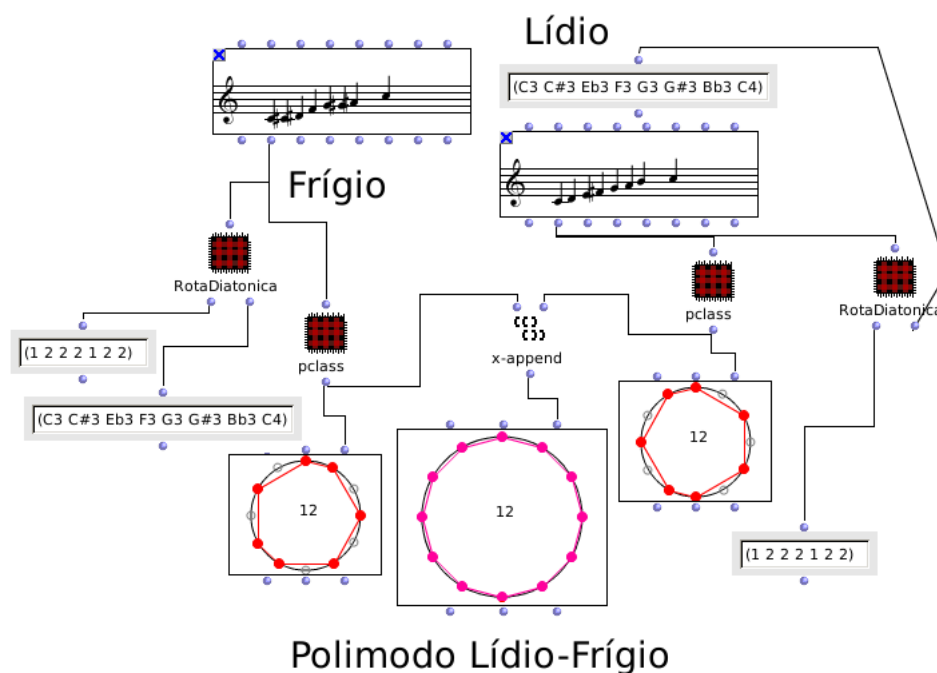 Lídio
(C3 C#3 Eb3 F3 G3 G#3 Bb3 C4)
Frígio
RotaDiatonica
pclass
RotaDiatonica
pclass
(1 2 2 2 1 2 2)
x-append
(C3 C#3 Eb3 F3 G3 G#3 Bb3 C4)
12
12
12
(1 2 2 2 1 2 2)
Polimodo Lídio-Frígio